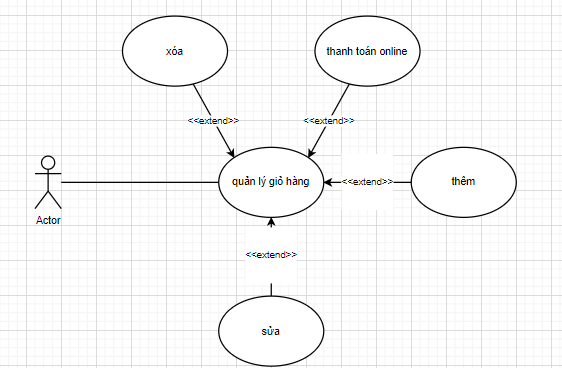 xóa
thanh toán online
<<extend>>
<<extend>>
quản lý giỏ hàng
<<extend>>
thêm
Actor
<<extend>>
sửa